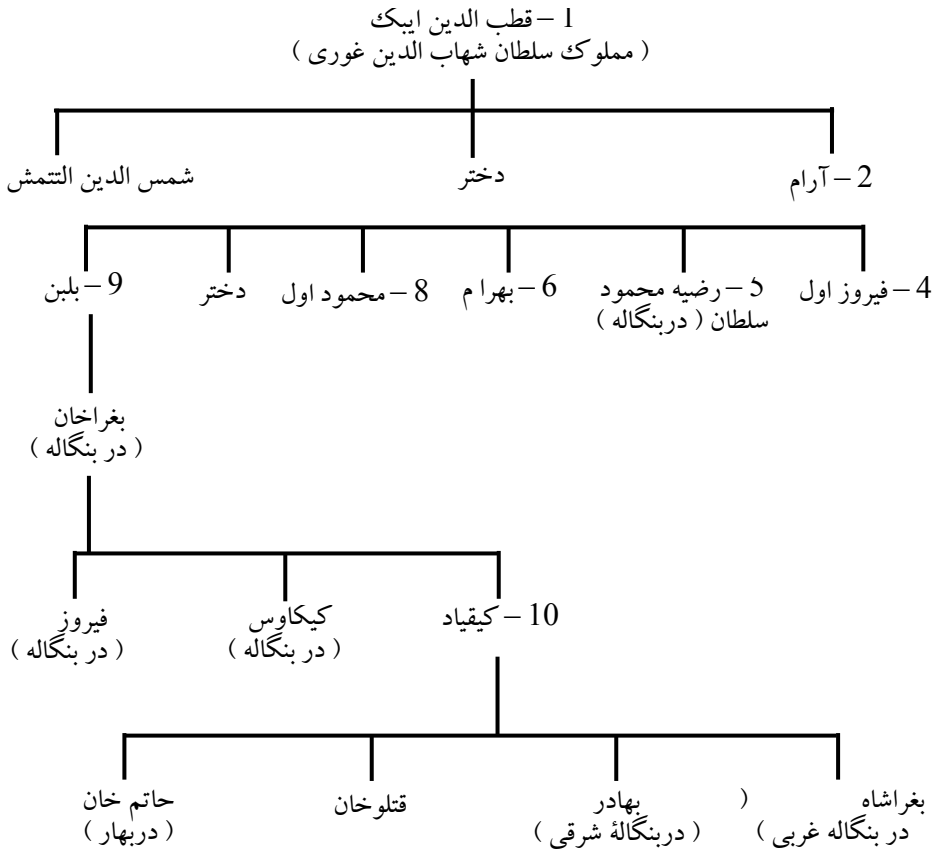 1 – قطب الدین ایبک
( مملوک سلطان شهاب الدین غوری )
2 – آرام
دختر
شمس الدین التتمش
4 – فیروز اول
5 – رضیه محمود
سلطان ( دربنگاله )
6 – بهرا م
8 – محمود اول
دختر
9 – بلبن
بغراخان
( در بنگاله )
10 – کیقیاد
کیکاوس
( در بنگاله )
فیروز
( در بنگاله )
بغراشاه )
در بنگاله غربی )
بهادر
( دربنگالهٔ شرقی )
قتلوخان
حاتم خان
( دربهار )